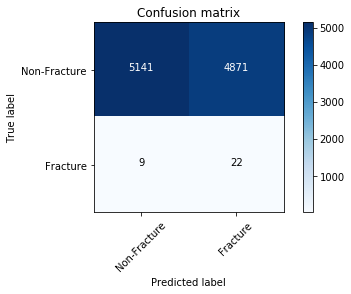 Confusion matrix
True label
Non-Fracture
5141 4871
Fracture
9 22
Non-Fracture
Fracture
Predicted label
5000
4000
3000
2000
1000